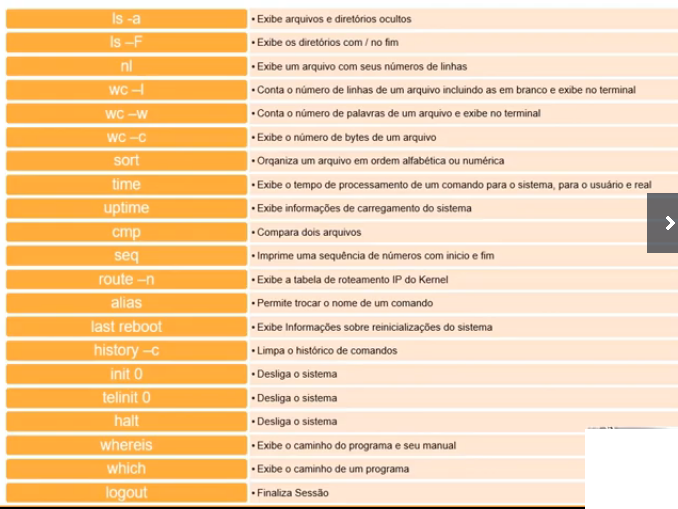 ls -a • Exibe arquivos e diretórios ocultos
ls –F • Exibe os diretórios com / no fim
nl • Exibe um arquivo com seus números de linhas
wc –l • Conta o número de linhas de um arquivo incluindo as em branco e exibe no terminal
wc –w • Conta o número de palavras de um arquivo e exibe no terminal
wc –c • Exibe o número de bytes de um arquivo
sort • Organiza um arquivo em ordem alfabética ou numérica
time • Exibe o tempo de processamento de um comando para o sistema, para o usuário e real
uptime • Exibe informações de carregamento do sistema
cmp • Compara dois arquivos
seq • Imprime uma sequência de números com inicio e fim
route –n • Exibe a tabela de roteamento IP do Kernel
alias • Permite trocar o nome de um comando
last reboot • Exibe Informações sobre reinicializações do sistema
history –c • Limpa o histórico de comandos
init 0 • Desliga o sistema
telinit 0 • Desliga o sistema
halt • Desliga o sistema
whereis • Exibe o caminho do programa e seu manual
which • Exibe o caminho de um programa
logout • Finaliza Sessão